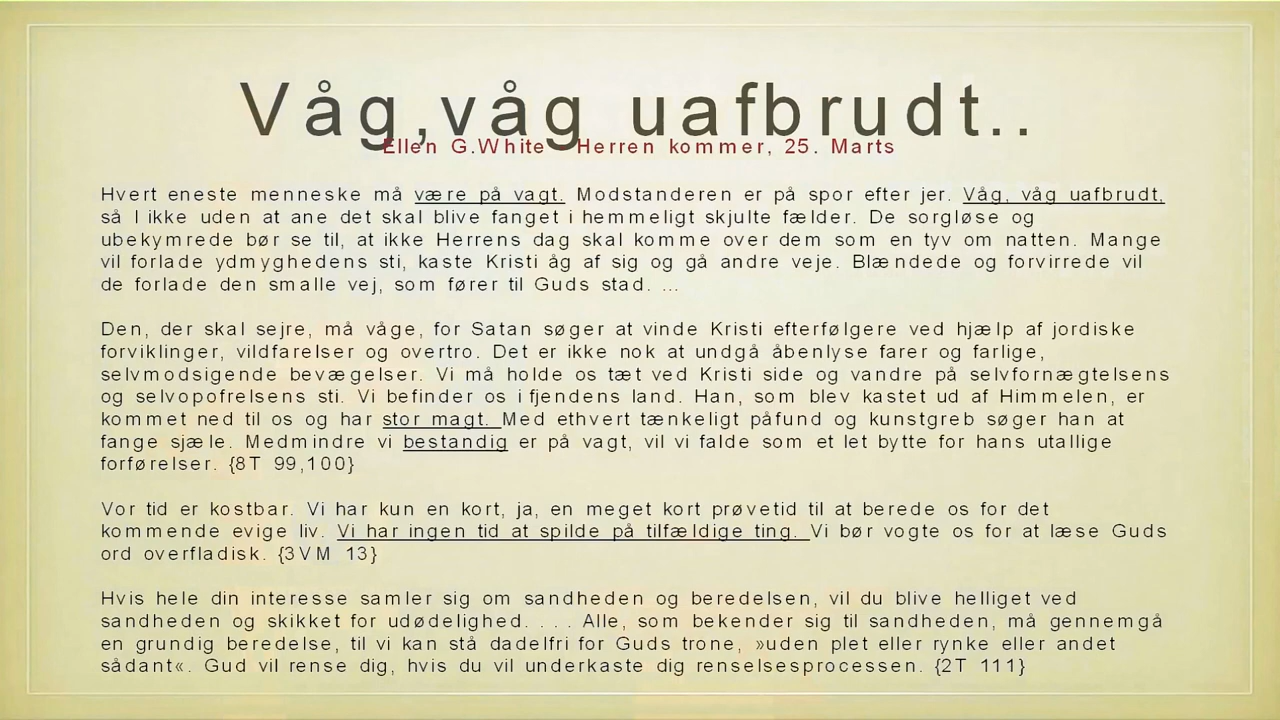 Våg,våg uafbrudt..
Ellen G.White Herren kommer, 25. Marts
Hvert eneste menneske må være på vagt. Modstanderen er på spor efter jer. Våg, våg uafbrudt,
så I ikke uden at ane det skal blive fanget i hemmeligt skjulte fælder. De sorgløse og
ubekymrede bør se til, at ikke Herrens dag skal komme over dem som en tyv om natten. Mange
vil forlade ydmyghedens sti, kaste Kristi åg af sig og gå andre veje. Blændede og forvirrede vil
de forlade den smalle vej, som fører til Guds stad. ...
Den, der skal sejre, må våge, for Satan søger at vinde Kristi efterfølgere ved hjælp af jordiske
forviklinger, vildfarelser og overtro. Det er ikke nok at undgå åbenlyse farer og farlige,
selvmodsigende bevægelser. Vi må holde os tæt ved Kristi side og vandre på selvfornægtelsens
og selvopofrelsens sti. Vi befinder os i fjendens land. Han, som blev kastet ud af Himmelen, er
kommet ned til os og har stor magt. Med ethvert tænkeligt påfund og kunstgreb søger han at
fange sjæle. Medmindre vi bestandig er på vagt, vil vi falde som et let bytte for hans utallige
forførelser. {8T 99,100}
Vor tid er kostbar. Vi har kun en kort, ja, en meget kort prøvetid til at berede os for det
kommende evige liv. Vi har ingen tid at spilde på tilfældige ting. Vi bør vogte os for at læse Guds
ord overfladisk. {3VM 13}
Hvis hele din interesse samler sig om sandheden og beredelsen, vil du blive helliget ved
sandheden og skikket for udødelighed. . . . Alle, som bekender sig til sandheden, må gennemgå
en grundig beredelse, til vi kan stå dadelfri for Guds trone, »uden plet eller rynke eller andet
sådant«. Gud vil rense dig, hvis du vil underkaste dig renselsesprocessen. {2T 111}